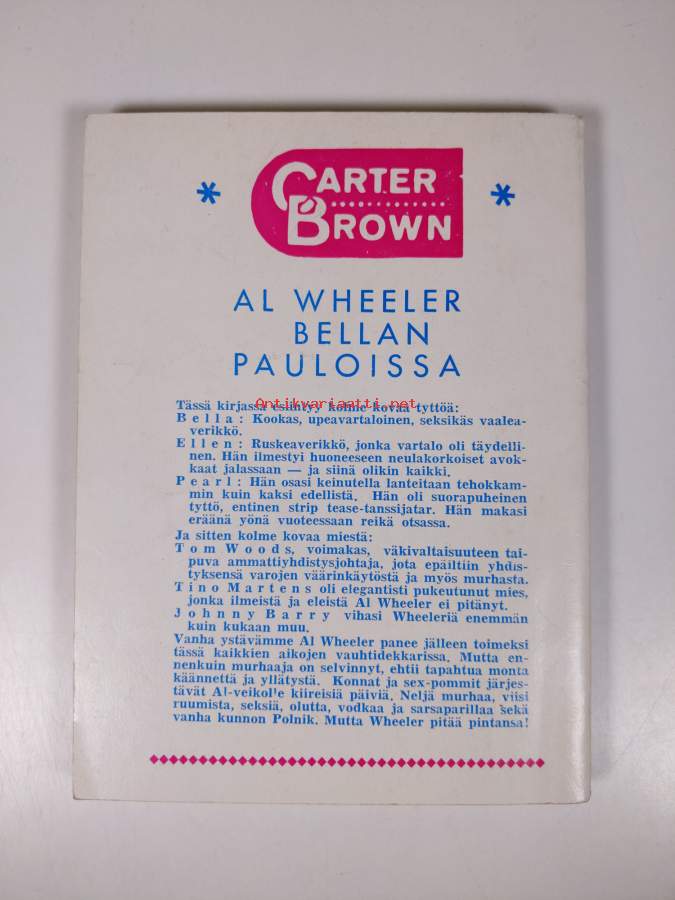 CARTER
BROWN
AL WHEELER
BELLAN
PAULOISSA
Antikvariaatti.net
Tässä kirjassa esiintyy kolme kovaa tyttöä:
Bella: Kookas, upeavartaloinen, seksikäs vaalea-
verikkö.
Ellen: Ruskeaverikkö, jonka vartalo oli täydelli-
nen. Hän ilmestyi huoneeseen neulakorkoiset avok-
kaat jalassaan — ja siinä olikin kaikki.
Pearl: Hän osasi keinutella lanteitaan tehokkam-
min kuin kaksi edellistä. Hän oli suorapuheinen
tyttö, entinen strip tease-tanssijatar. Hän makasi
eräänä yönä vuoteessaan reikä otsassa.
Ja sitten kolme kovaa miestä:
Tom Woods, voimakas, väkivaltaisuuteen tai-
puva ammattiyhdistysjohtaja, jota epäiltiin yhdis-
tyksensä varojen väärinkäytöstä ja myös murhasta.
Tino Martens oli elegantisti pukeutunut mies,
jonka ilmeistä ja eleistä Al Wheeler ei pitänyt.
Johnny Barry vihasi Wheeleriä enemmän
kuin kukaan muu.
Vanha ystävämme Al Wheeler panee jälleen toimeksi
tässä kaikkien aikojen vauhtidekkarissa. Mutta en-
nenkuin murhaaja on selvinnyt, ehtii tapahtua monta
käännettä ja yllätystä. Konnat ja sex-pommit järjes-
tävät Al-veikol'e kiireisiä päiviä. Neljä murhaa, viisi
ruumista, seksiä, olutta, vodkaa ja sarsaparillaa sekä
vanha kunnon Polnik. Mutta Wheeler pitää pintansa!